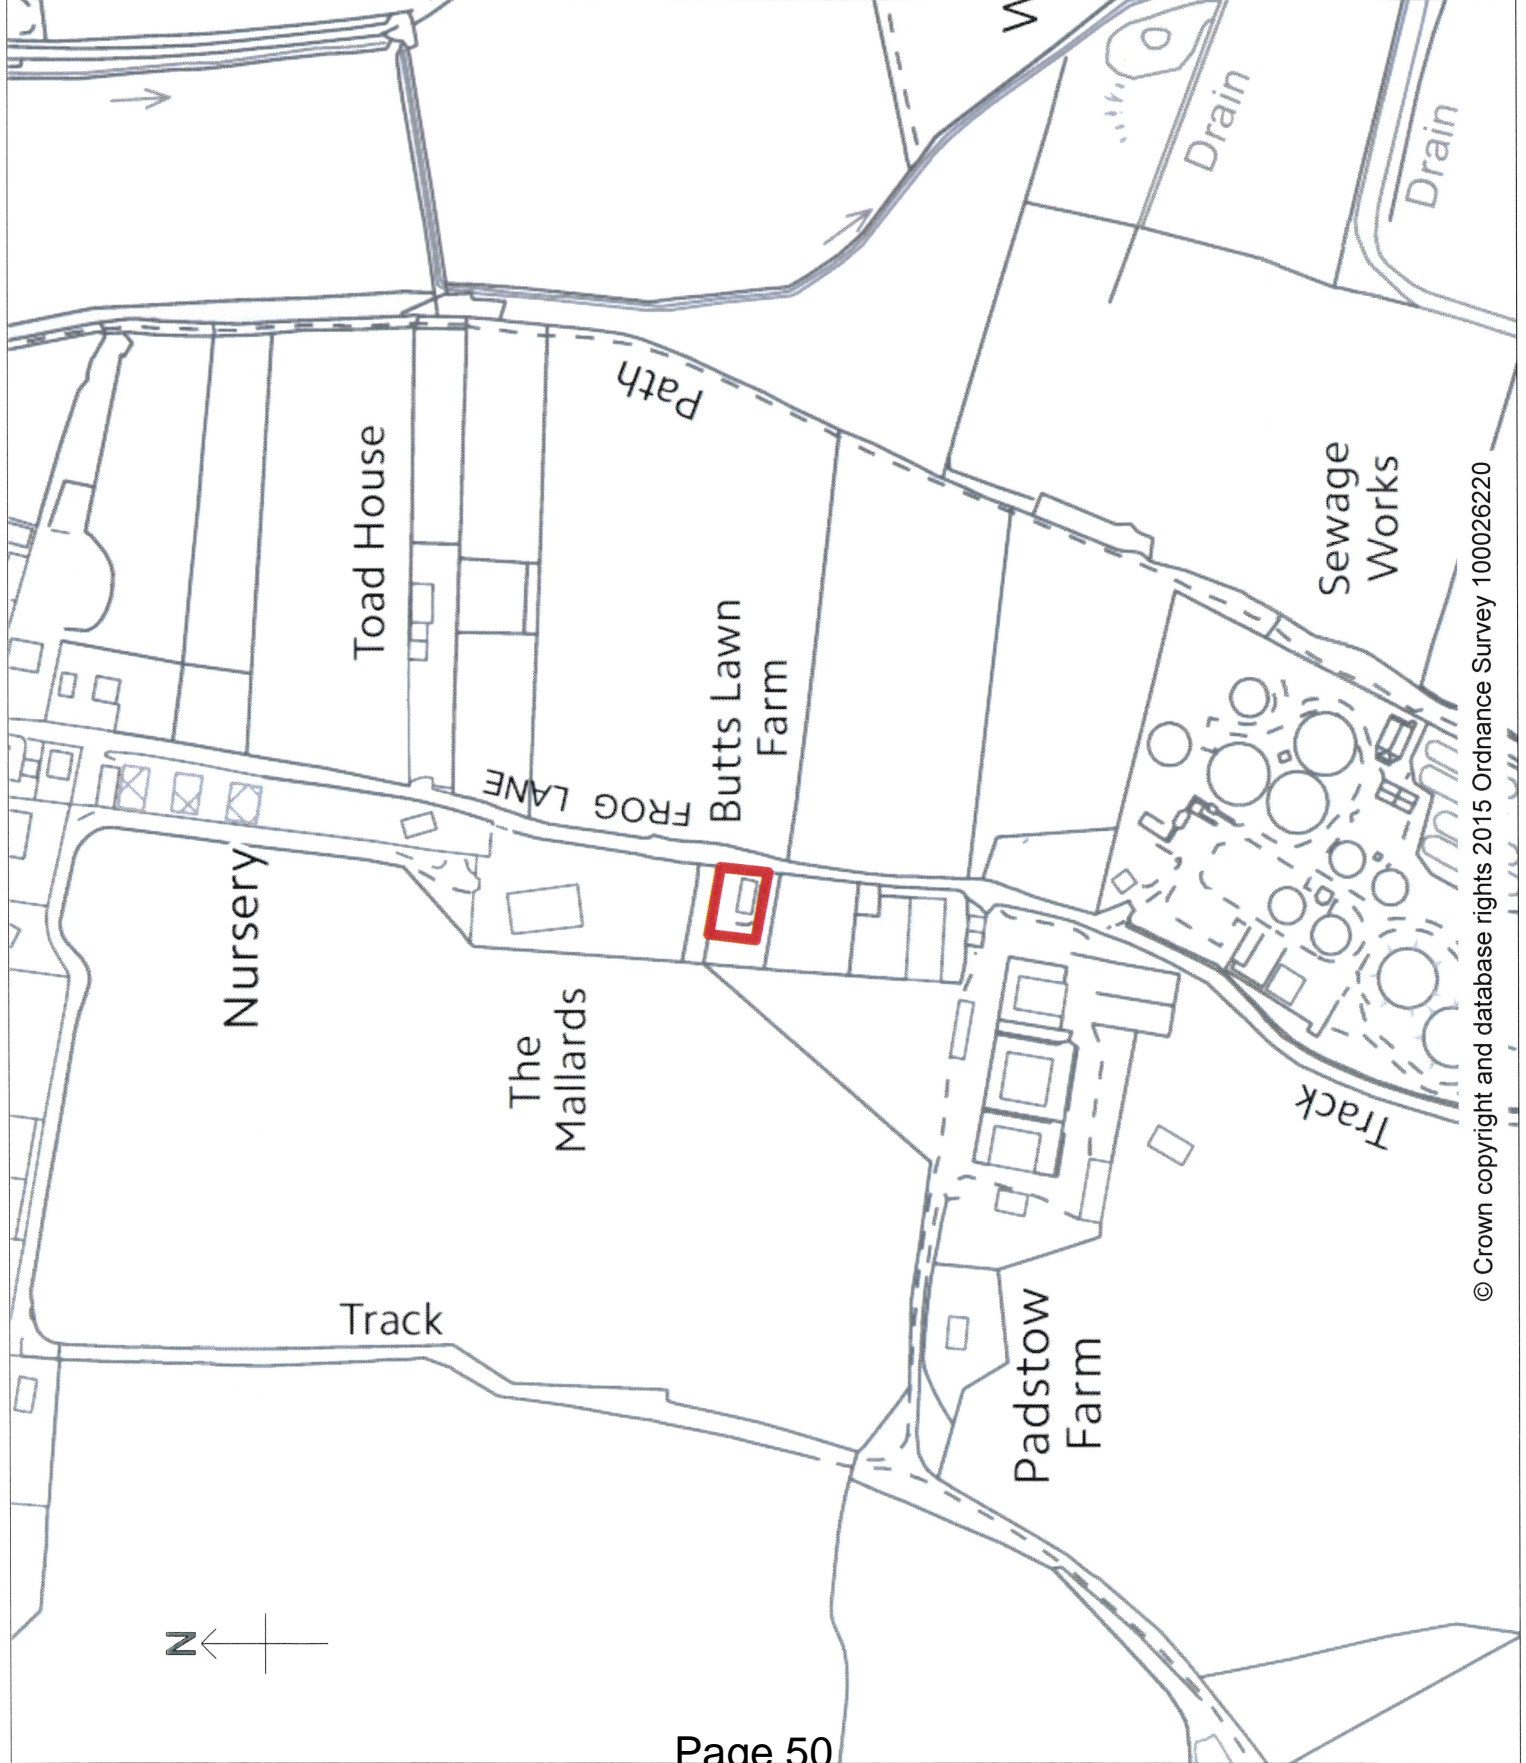 W
Drain
Drain
Path
Toad House
Sewage
Works
Butts Lawn
Farm
FROG LANE
Nursery
The
Mallards
Track
Track
Padstow
Farm
N
© Crown copyright and database rights 2015 Ordnance Survey 100026220
Page 50